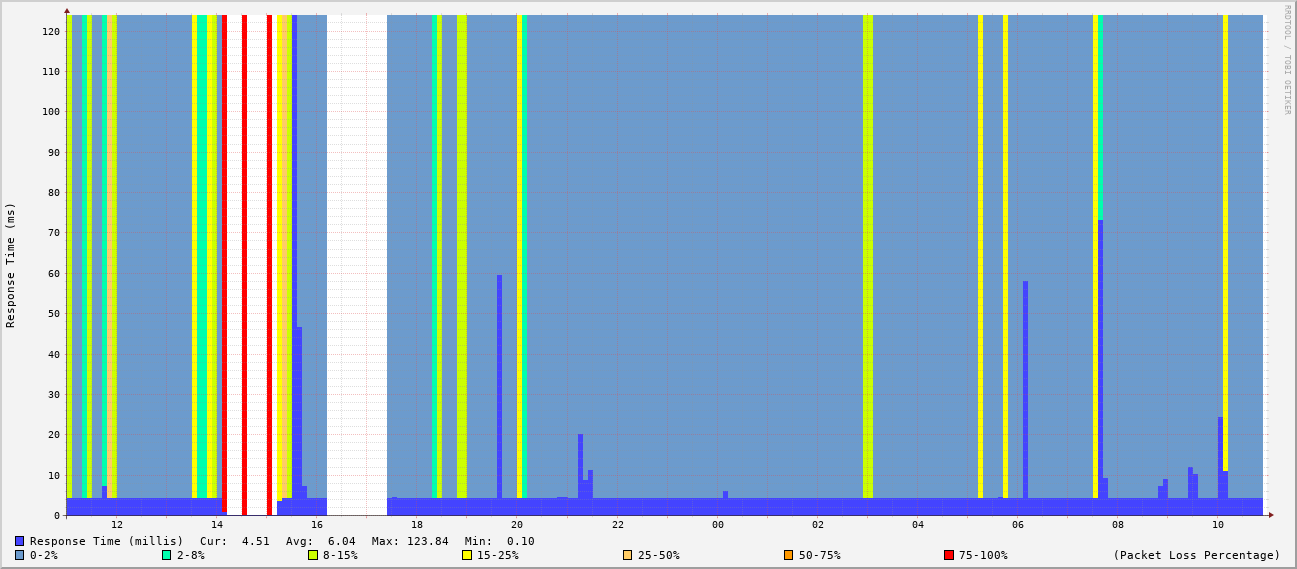 RRDTOOL / TOBI OETIKER
Response Time (ms)
120
110
100
90
80
70
60
50
40
30
20
10
0
12 14 16 18 20 22 00 02 04 06 08 10
Response Time (millis) Cur: 4.51 Avg: 6.04 Max: 123.84 Min: 0.10
0-2% 2-8% 8-15% 15-25% 25-50% 50-75% 75-100% (Packet Loss Percentage)